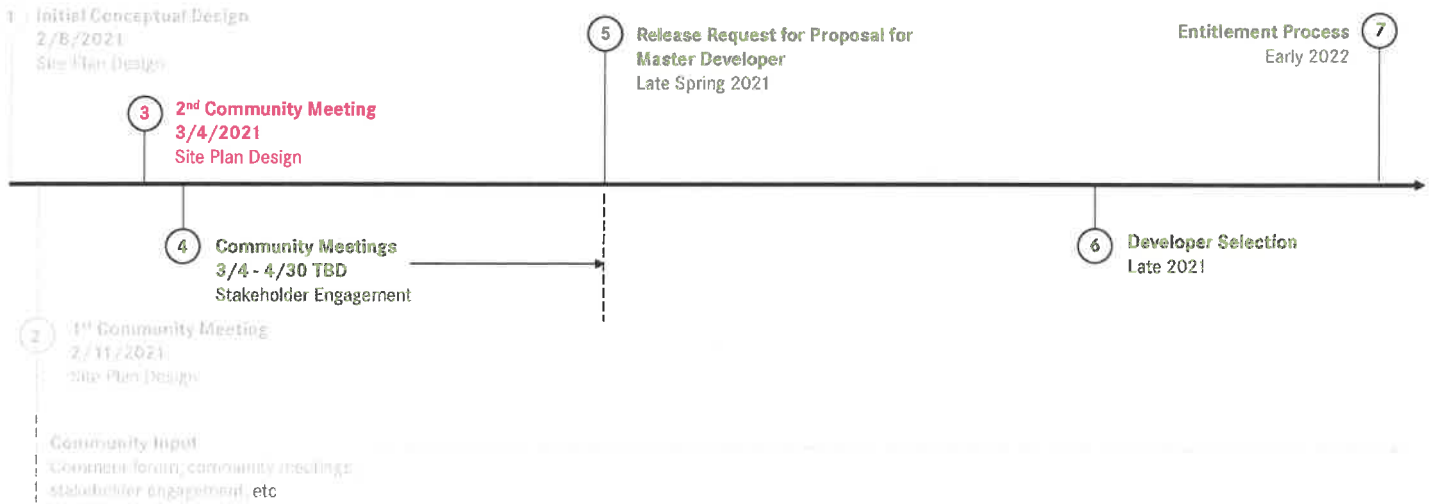 1 Initial Conceptual Design
2/8/2021
Site Plan Design
5 Release Request for Proposal for
Master Developer
Late Spring 2021
Entitlement Process 7
Early 2022
3 2nd Community Meeting
3/4/2021
Site Plan Design
4 Community Meetings
3/4 - 4/30 TBD
Stakeholder Engagement
6 Developer Selection
Late 2021
2 1st Community Meeting
2/11/2021
Site Plan Design
Community Input
Comment forum, community meetings
stakeholder engagement, etc